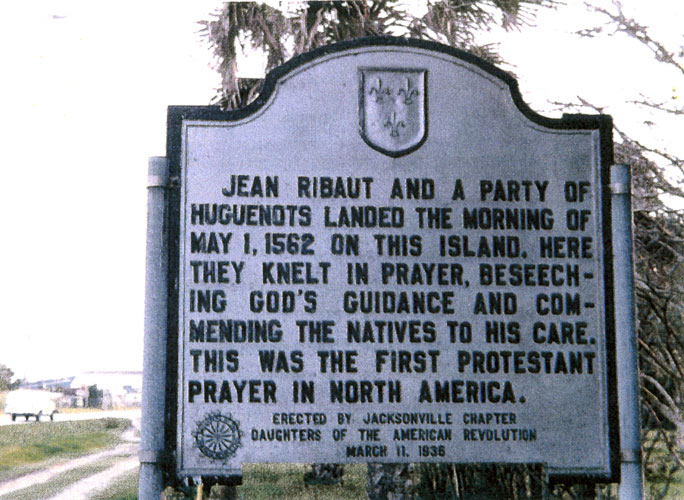 JEAN RIBAUT AND A PARTY OF
HUGUENOTS LANDED THE MORNING OF
MAY 1, 1562 ON THIS ISLAND. HERE
THEY KNELT IN PRAYER, BESEECH-
ING GOD'S GUIDANCE AND COM-
MENDING THE NATIVES TO HIS CARE.
THIS WAS THE FIRST PROTESTANT
PRAYER IN NORTH AMERICA.
ERECTED BY JACKSONVILLE CHAPTER
DAUGHTERS OF THE AMERICAN REVOLUTION
MARCH 11, 1936